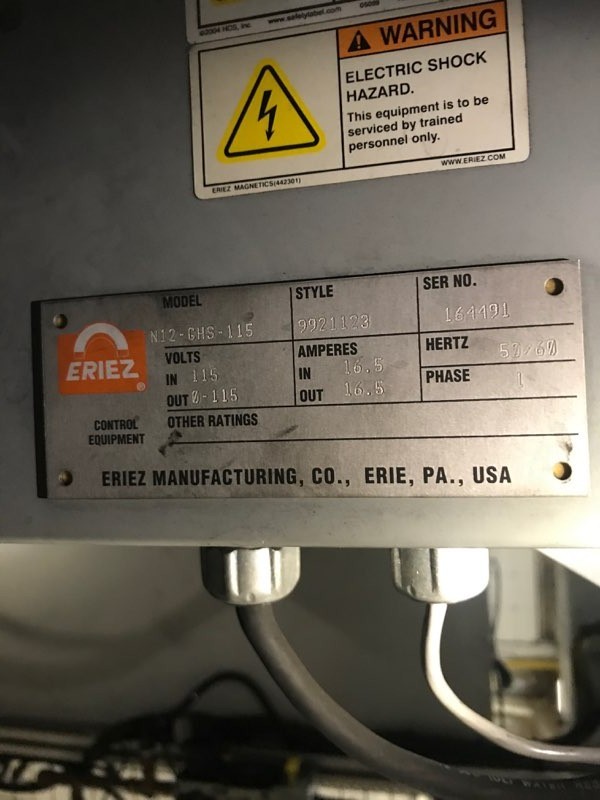 ©2004 HCS, Inc. www.safetylabel.com
WARNING
ELECTRIC SHOCK
HAZARD.
This equipment is to be
serviced by trained
personnel only.
WWW.ERIEZ.COM
ERIEZ MAGNETICS(442301)
MODEL STYLE SER NO.
N12-GHS-115 9921123 164491
ERIEZ ®
VOLTS AMPERES HERTZ 50/60
IN 115 IN 16.5 PHASE 1
OUT 0-115 OUT 16.5
CONTROL
EQUIPMENT
OTHER RATINGS
ERIEZ MANUFACTURING, CO., ERIE, PA., USA